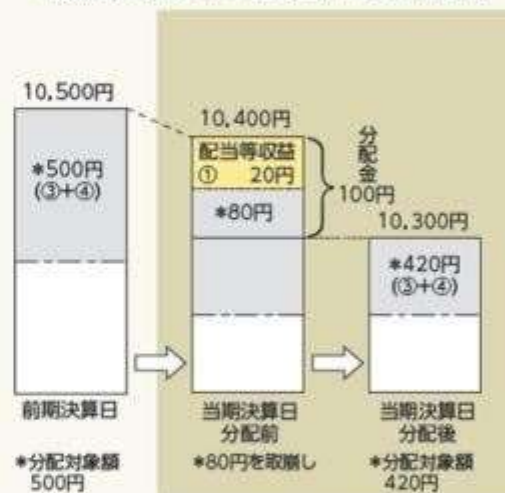 10,500円
*500円
(③+④)
前期決算日
*分配対象額
500円
10,400円
配当等収益
① 20円
*80円
分配金
100円
当期決算日
分配前
*80円を取崩し
10,300円
*420円
(③+④)
当期決算日
分配後
*分配対象額
420円